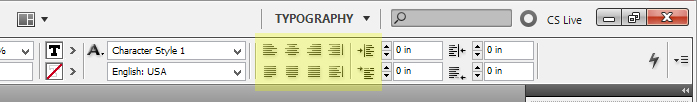 TYPOGRAPHY
CS Live
%
T
A. Character Style 1
0 in
0 in
English: USA
0 in
0 in